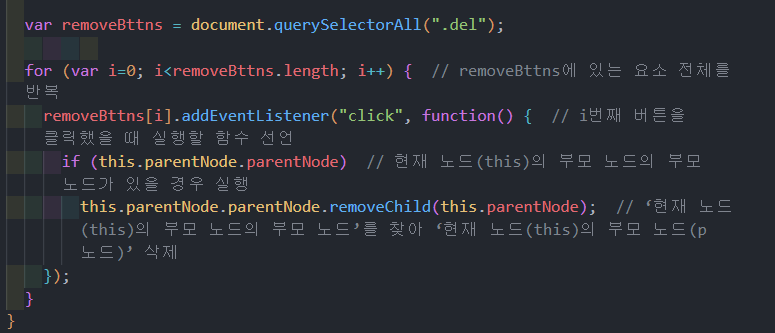 var removeBttns = document.querySelectorAll(".del");
for (var i=0; i<removeBttns.length; i++) {  // removeBttns에 있는 요소 전체를
반복
removeBttns[i].addEventListener("click", function() {  // i번째 버튼을
클릭했을 때 실행할 함수 선언
if (this.parentNode.parentNode)  // 현재 노드(this)의 부모 노드의 부모
노드가 있을 경우 실행
this.parentNode.parentNode.removeChild(this.parentNode);  // ‘현재 노드
(this)의 부모 노드의 부모 노드’를 찾아 ‘현재 노드(this)의 부모 노드(p
노드)’ 삭제
});
}
}